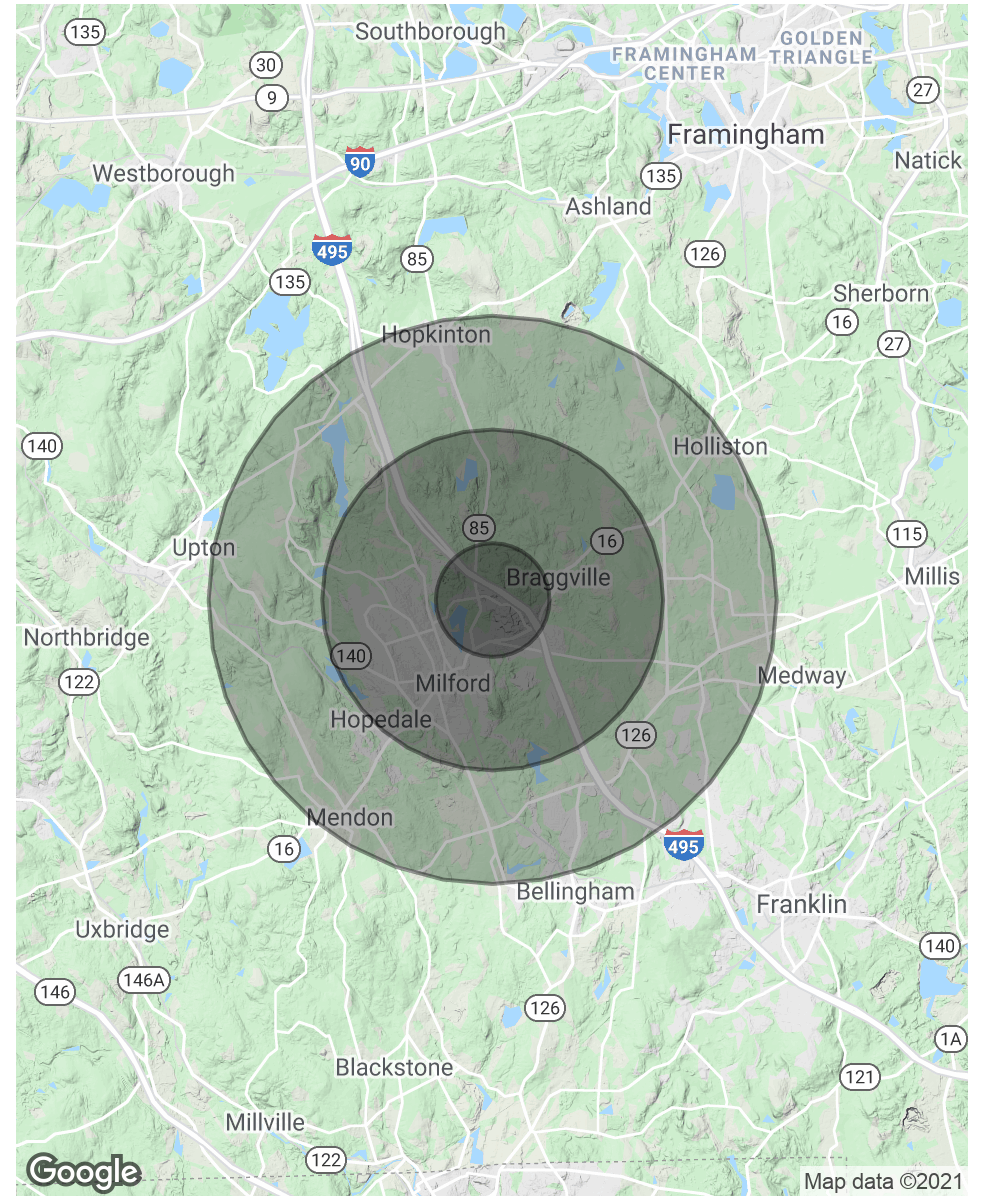 135
Southborough
GOLDEN
TRIANGLE
FRAMINGHAM
CENTER
30
9
27
Framingham
90
Natick
Westborough
135
Ashland
495
126
85
135
Sherborn
16
Hopkinton
27
140
Holliston
85
115
16
Upton
Braggville
Millis
Northbridge
140
122
Milford
Medway
Hopedale
126
Mendon
16
495
Bellingham
Franklin
Uxbridge
140
146A
146
126
1A
Blackstone
121
Millville
122
Google
Map data ©2021